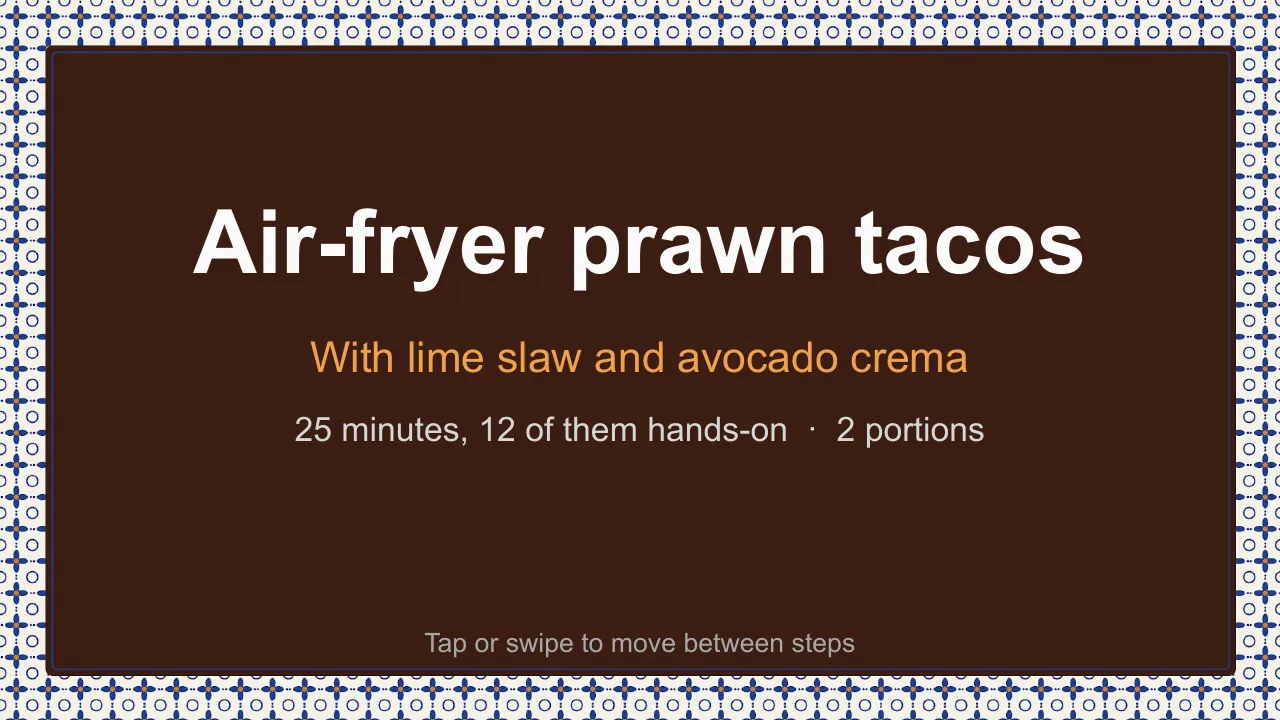 Air-fryer prawn tacos
With lime slaw and avocado crema
25 minutes, 12 of them hands-on · 2 portions
Tap or swipe to move between steps